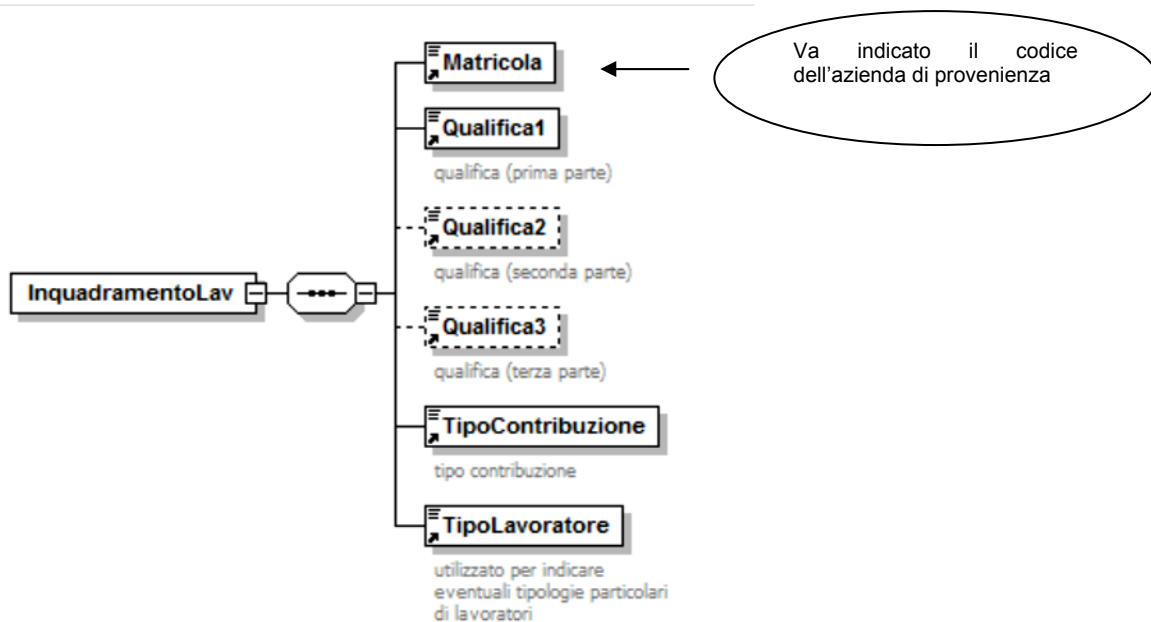 Matricola
Va indicato il codice
dell'azienda di provenienza
Qualifica1
qualifica (prima parte)
Qualifica2
qualifica (seconda parte)
InquadramentoLav
Qualifica3
qualifica (terza parte)
TipoContribuzione
tipo contribuzione
TipoLavoratore
utilizzato per indicare
eventuali tipologie particolari
di lavoratori